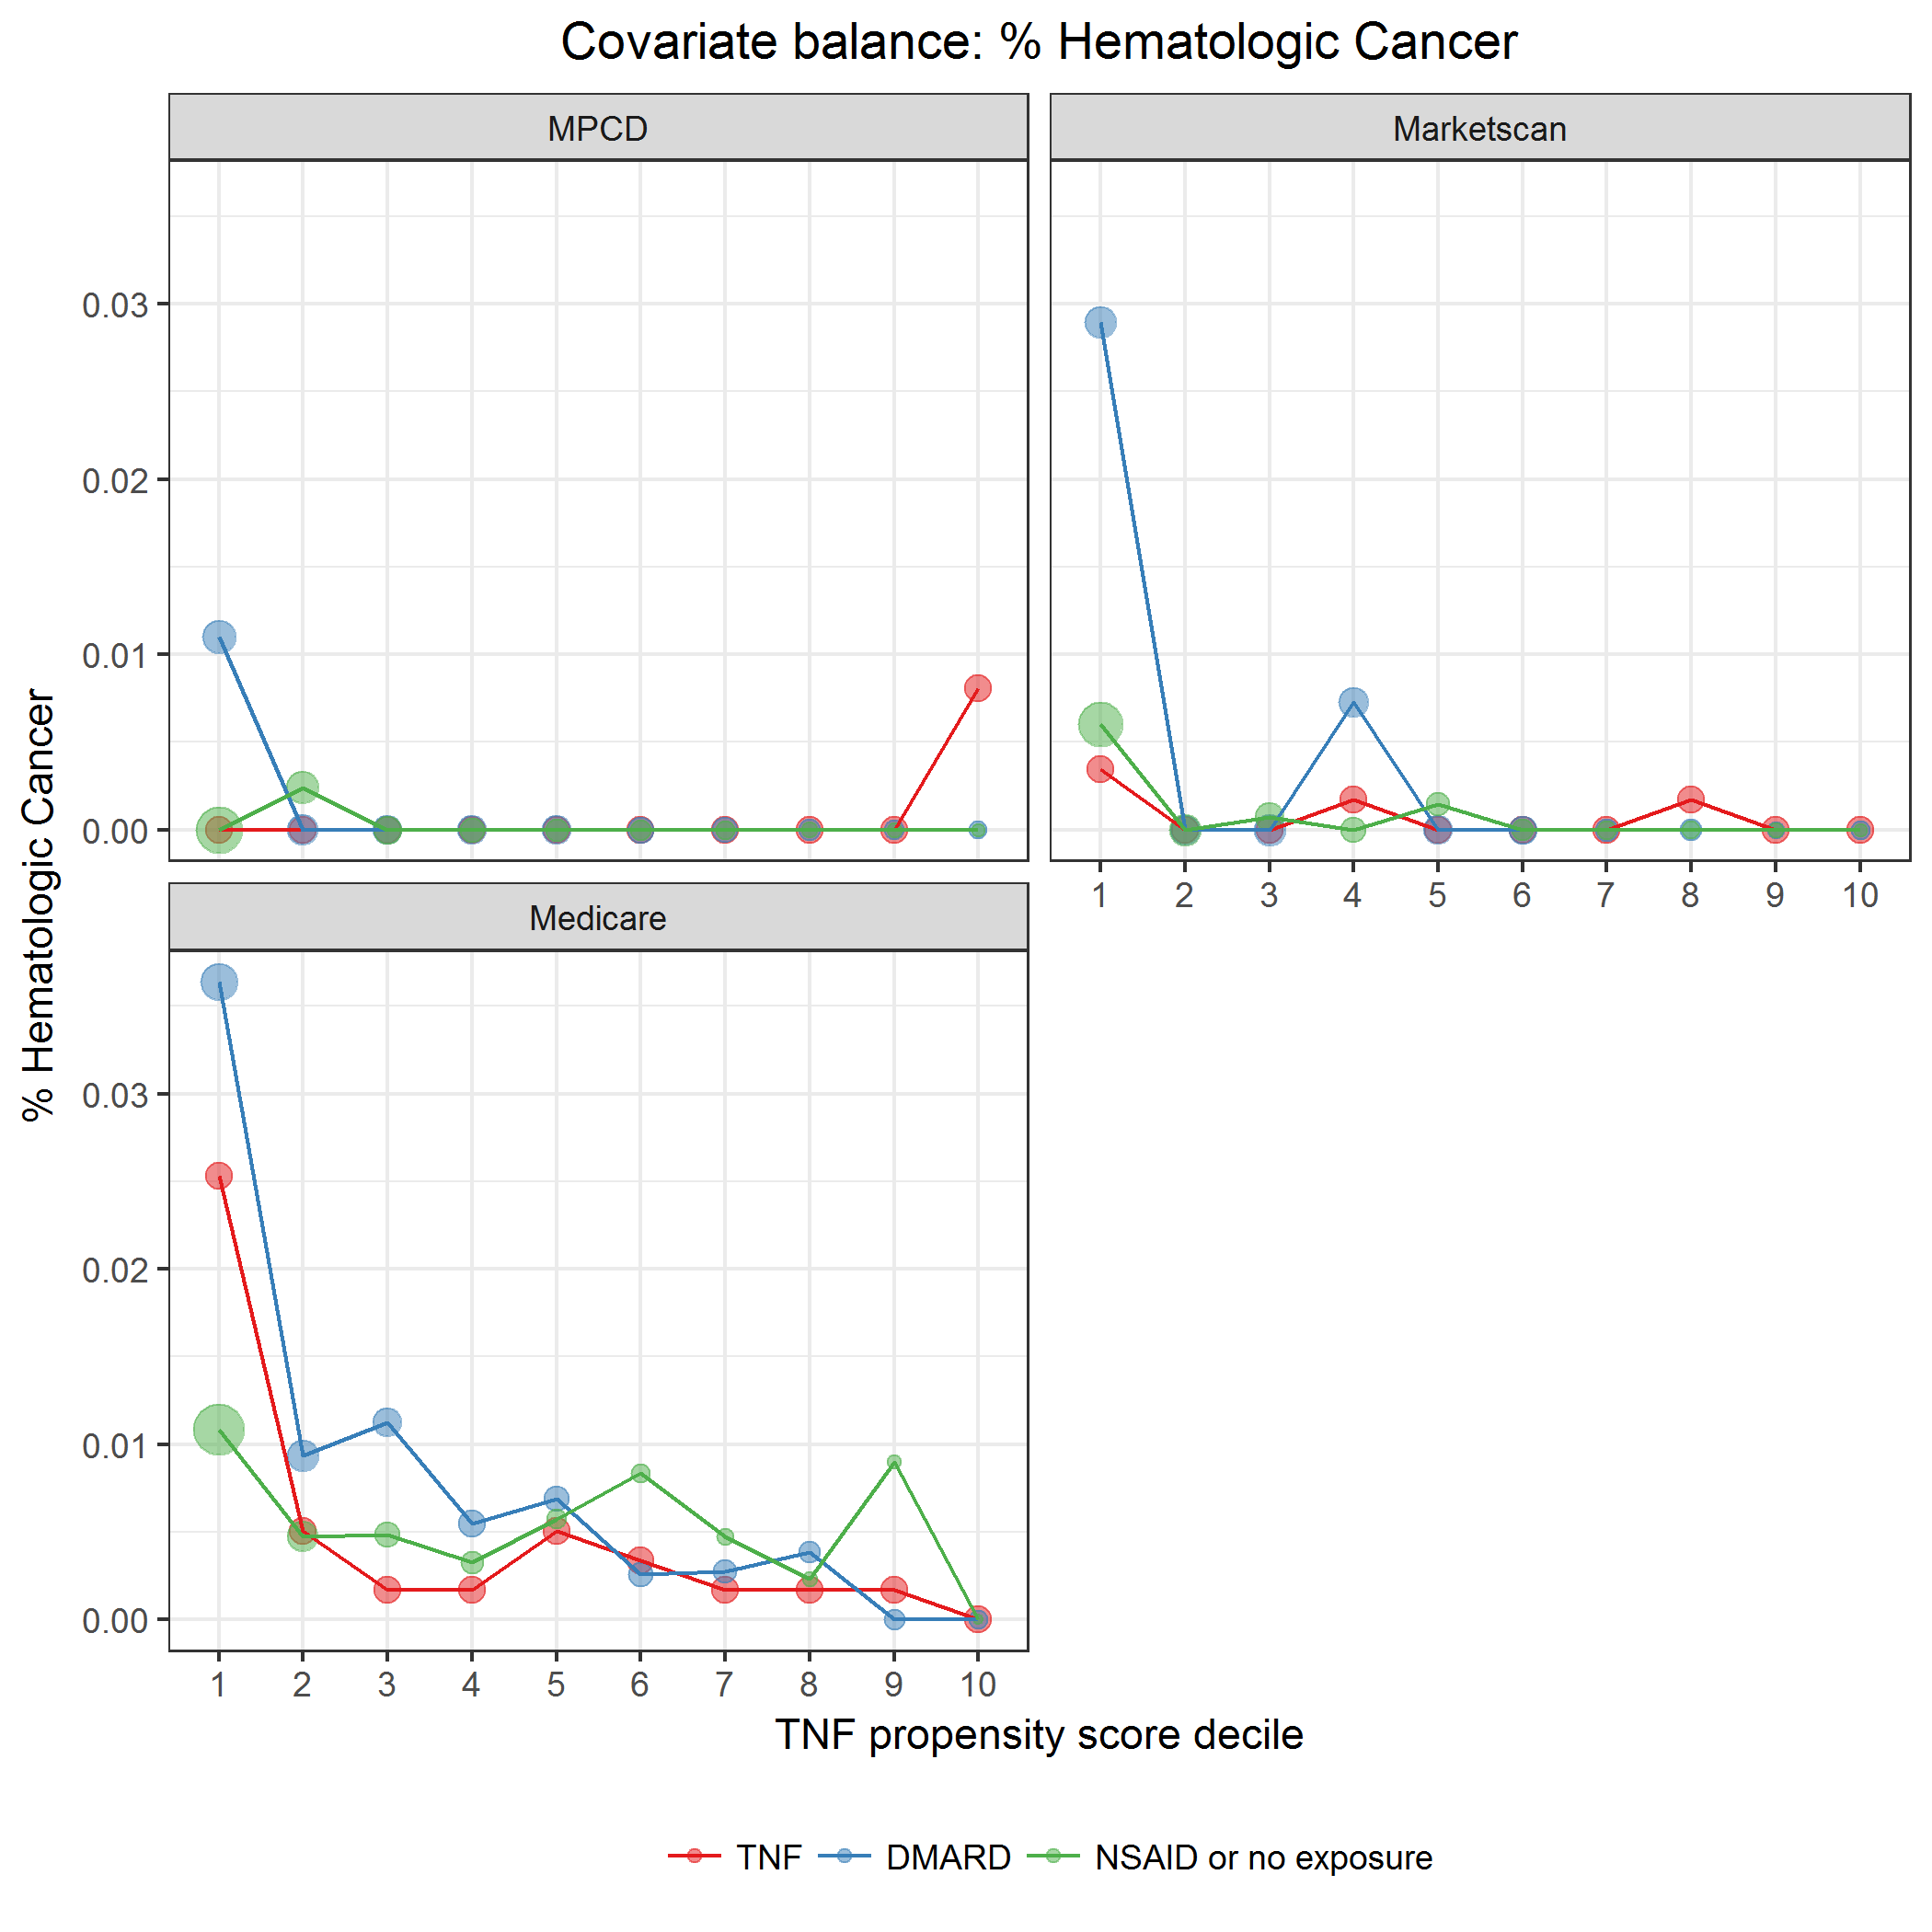 Covariate balance: % Hematologic Cancer
MPCD
Marketscan
0.03
0.02
0.01
0.00
1 2 3 4 5 6 7 8 9 10
Medicare
% Hematologic Cancer
0.03
0.02
0.01
0.00
1 2 3 4 5 6 7 8 9 10
TNF propensity score decile
TNF DMARD NSAID or no exposure